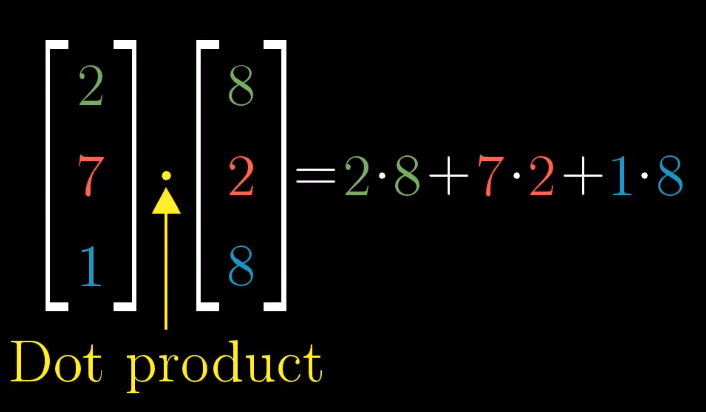 [2 7 1] · [8 2 8] = 2·8+7·2+1·8
Dot product